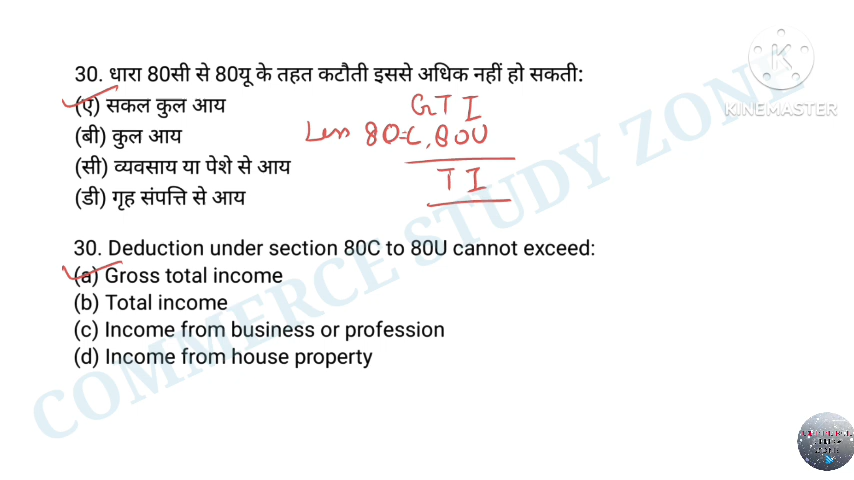 30. धारा 80सी से 80यू के तहत कटौती इससे अधिक नहीं हो सकती:
(ए) सकल कुल आय
GTI
(बी) कुल आय
Less 80C, 80U
(सी) व्यवसाय या पेशे से आय
TI
(डी) गृह संपत्ति से आय
30. Deduction under section 80C to 80U cannot exceed:
(a) Gross total income
(b) Total income
(c) Income from business or profession
(d) Income from house property
COMMERCE STUDY ZONE
KINEMASTER